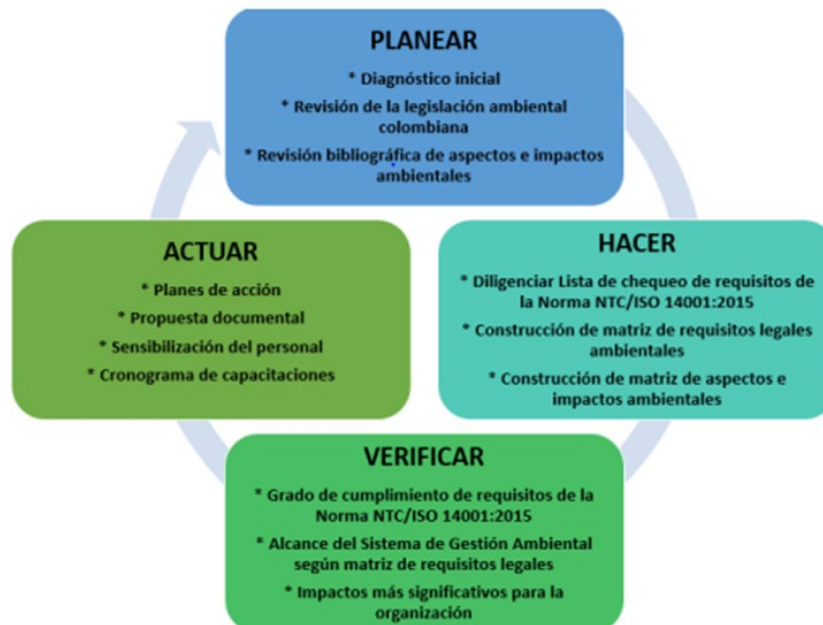 PLANEAR
* Diagnóstico inicial
* Revisión de la legislación ambiental
colombiana
* Revisión bibliográfica de aspectos e impactos
ambientales
HACER
* Diligenciar Lista de chequeo de requisitos de
la Norma NTC/ISO 14001:2015
* Construcción de matriz de requisitos legales
ambientales
* Construcción de matriz de aspectos e
impactos ambientales
VERIFICAR
* Grado de cumplimiento de requisitos de la
Norma NTC/ISO 14001:2015
* Alcance del Sistema de Gestión Ambiental
según matriz de requisitos legales
* Impactos más significativos para la
organización
ACTUAR
* Planes de acción
* Propuesta documental
* Sensibilización del personal
* Cronograma de capacitaciones